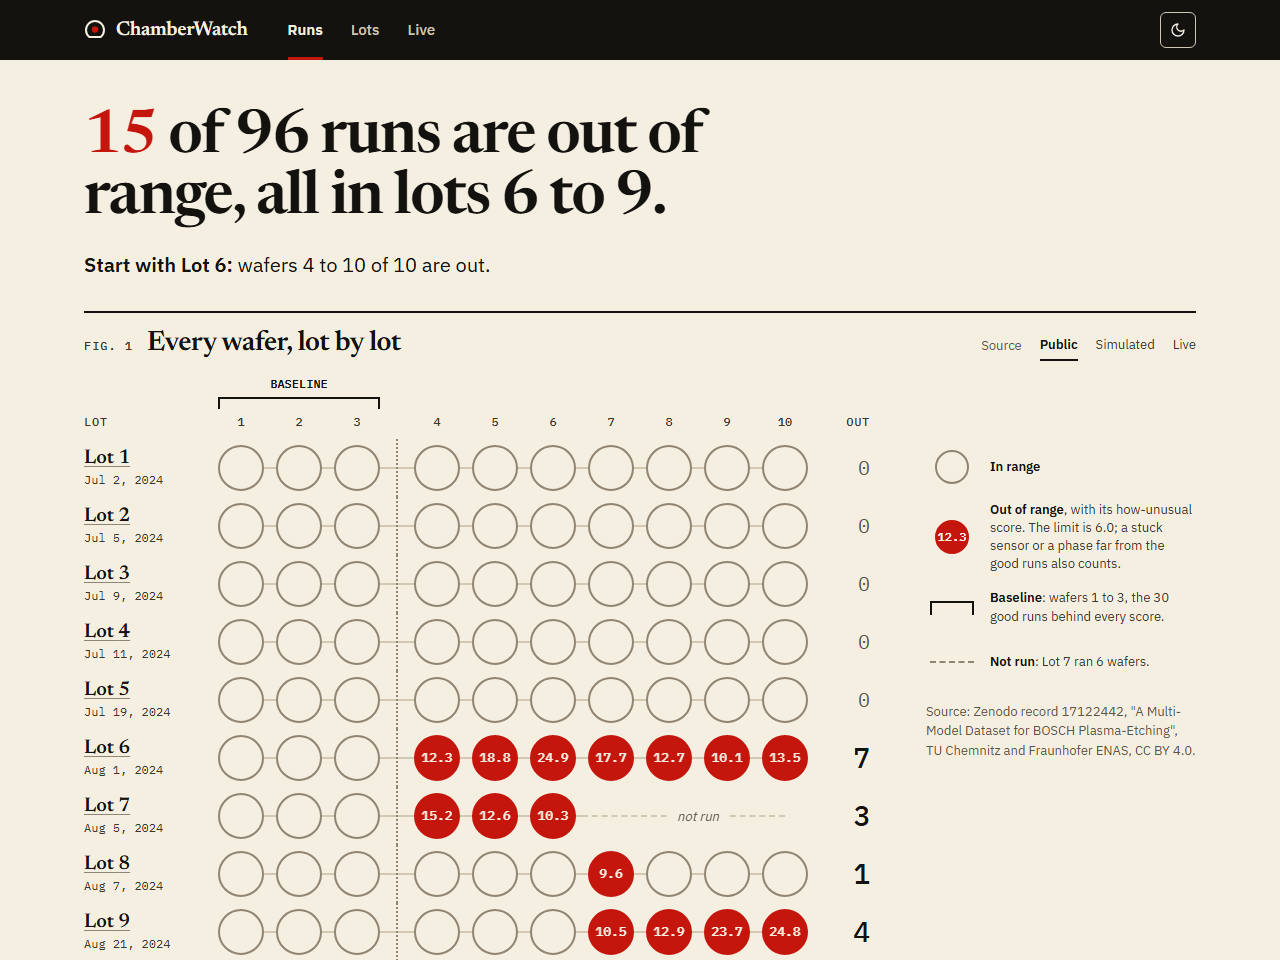 ChamberWatch Runs Lots Live
15 of 96 runs are out of
range, all in lots 6 to 9.
Start with Lot 6: wafers 4 to 10 of 10 are out.
FIG. 1 Every wafer, lot by lot
Source Public Simulated Live
BASELINE
LOT 1 2 3 4 5 6 7 8 9 10 OUT
Lot 1 0
Jul 2, 2024
Lot 2 0
Jul 5, 2024
Lot 3 0
Jul 9, 2024
Lot 4 0
Jul 11, 2024
Lot 5 0
Jul 19, 2024
Lot 6 12.3 18.8 24.9 17.7 12.7 10.1 13.5 7
Aug 1, 2024
Lot 7 15.2 12.6 10.3 not run 3
Aug 5, 2024
Lot 8 9.6 1
Aug 7, 2024
Lot 9 10.5 12.9 23.7 24.8 4
Aug 21, 2024
In range
12.3
Out of range, with its how-unusual
score. The limit is 6.0; a stuck
sensor or a phase far from the
good runs also counts.
Baseline: wafers 1 to 3, the 30
good runs behind every score.
Not run: Lot 7 ran 6 wafers.
Source: Zenodo record 17122442, "A Multi-
Model Dataset for BOSCH Plasma-Etching",
TU Chemnitz and Fraunhofer ENAS, CC BY 4.0.